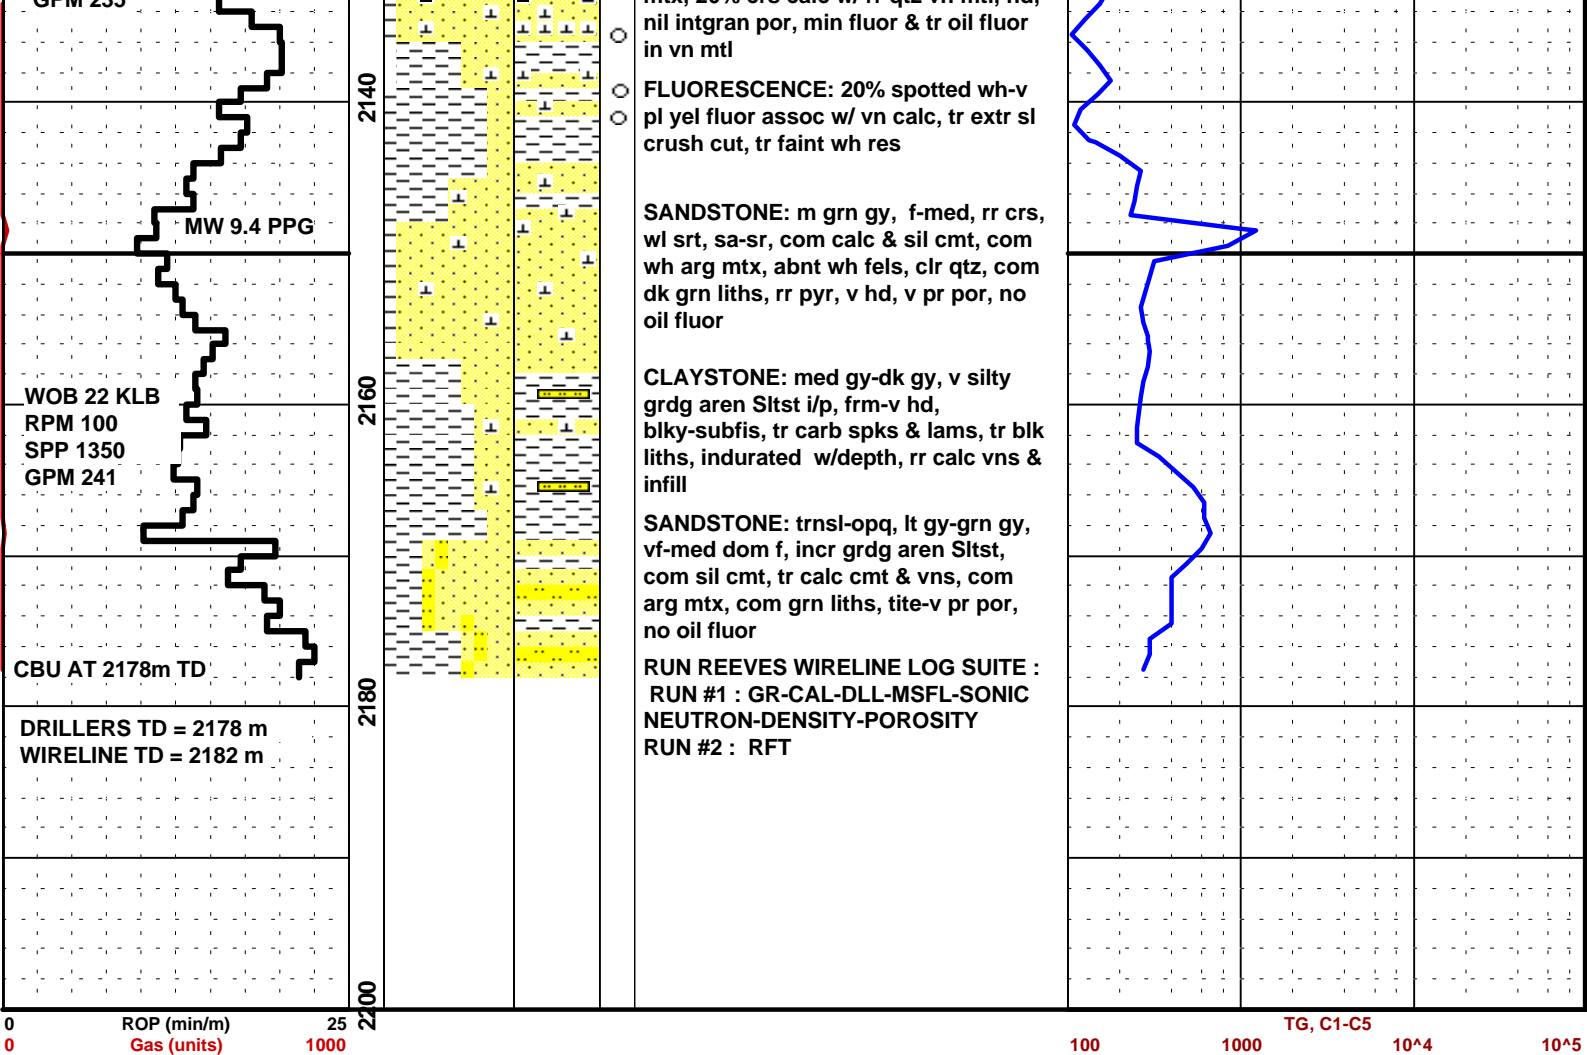 GPM 235
MW 9.4 PPG
WOB 22 KLB
RPM 100
SPP 1350
GPM 241
CBU AT 2178m TD
DRILLERS TD = 2178 m
WIRELINE TD = 2182 m
2140
2160
2180
2200
nil intgran por, min fluor & tr oil fluor
in vn mtl
FLUORESCENCE: 20% spotted wh-v
pl yel fluor assoc w/ vn calc, tr extr sl
crush cut, tr faint wh res
SANDSTONE: m grn gy, f-med, rr crs,
wl srt, sa-sr, com calc & sil cmt, com
wh arg mtx, abnt wh fels, clr qtz, com
dk grn liths, rr pyr, v hd, v pr por, no
oil fluor
CLAYSTONE: med gy-dk gy, v silty
grdg aren Sltst i/p, frm-v hd,
blky-subfis, tr carb spks & lams, tr blk
liths, indurated w/depth, rr calc vns &
infill
SANDSTONE: trnsl-opq, lt gy-grn gy,
vf-med dom f, incr grdg aren Sltst,
com sil cmt, tr calc cmt & vns, com
arg mtx, com grn liths, tite-v pr por,
no oil fluor
RUN REEVES WIRELINE LOG SUITE :
RUN #1 : GR-CAL-DLL-MSFL-SONIC
NEUTRON-DENSITY-POROSITY
RUN #2 : RFT
0 ROP (min/m) 25
0 Gas (units) 1000
TG, C1-C5
100 1000 10^4 10^5